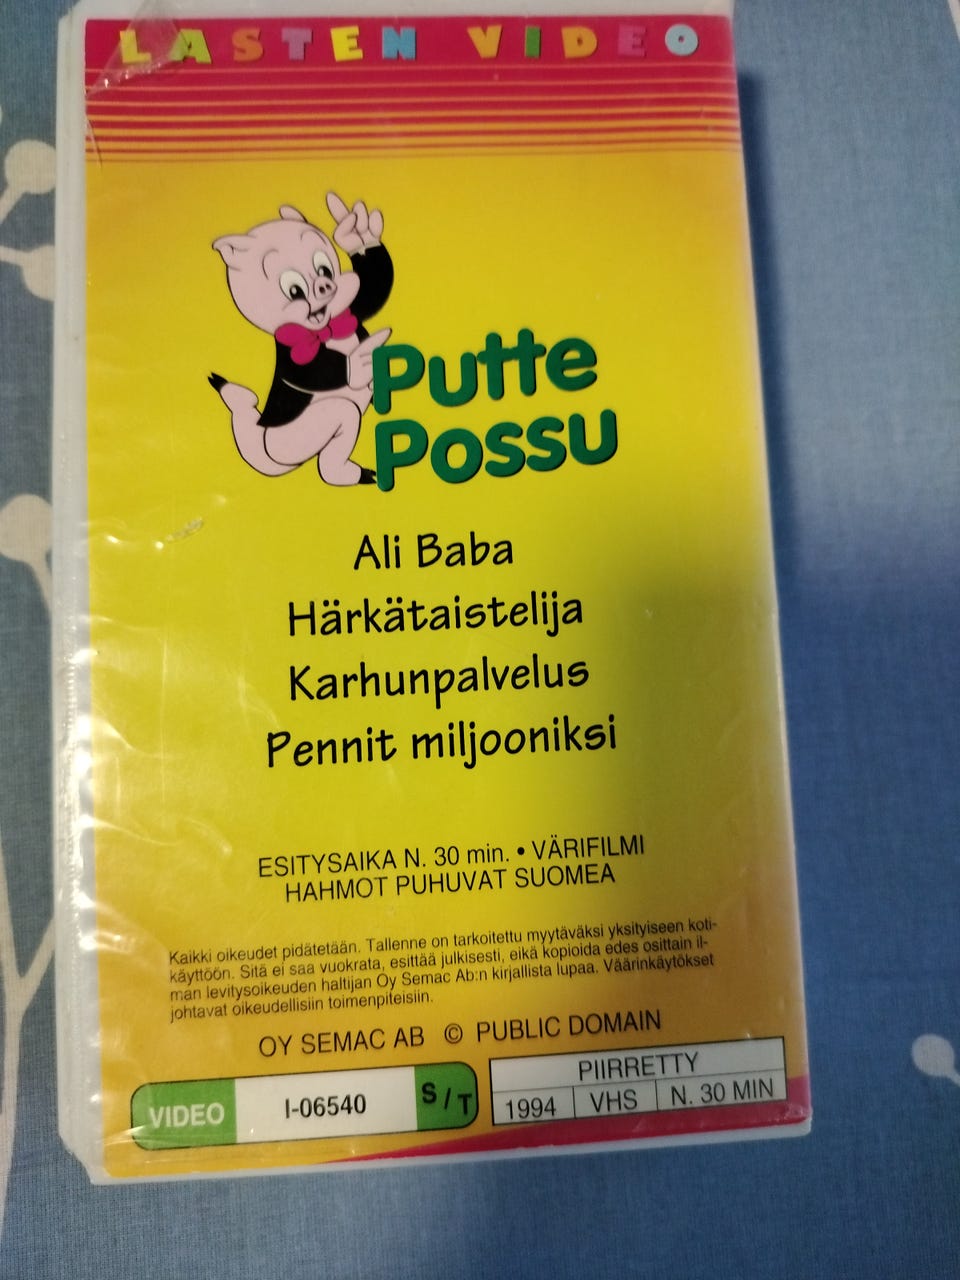 LASTEN VIDEO
Putte
Possu
Ali Baba
Härkätaistelija
Karhunpalvelus
Pennit miljooniksi
ESITYSAIKA N. 30 min. • VÄRIFILMI
HAHMOT PUHUVAT SUOMEA
Kaikki oikeudet pidätetään. Tallenne on tarkoitettu myytäväksi yksityiseen koti-
käyttöön. Sitä ei saa vuokrata, esittää julkisesti, eikä kopioida edes osittain il-
man levitysoikeuden haltijan Oy Semac Ab:n kirjallista lupaa. Väärinkäytökset
johtavat oikeudellisiin toimenpiteisiin.
OY SEMAC AB © PUBLIC DOMAIN
VIDEO I-06540 S/T
PIIRRETTY
1994 VHS N. 30 MIN